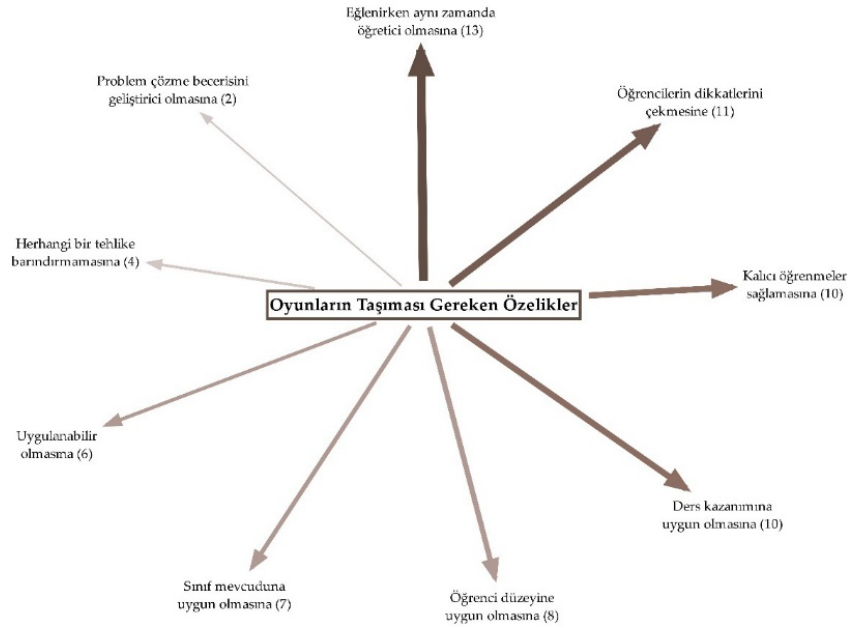 Eğlenirken aynı zamanda
öğretici olmasına (13)
Problem çözme becerisini
geliştirici olmasına (2)
Öğrencilerin dikkatlerini
çekmesine (11)
Herhangi bir tehlike
barındırmamasına (4)
Kalıcı öğrenmeler
sağlamasına (10)
Oyunların Taşıması Gereken Özelikler
Uygulanabilir
olmasına (6)
Ders kazanımına
uygun olmasına (10)
Sınıf mevcuduna
uygun olmasına (7)
Öğrenci düzeyine
uygun olmasına (8)